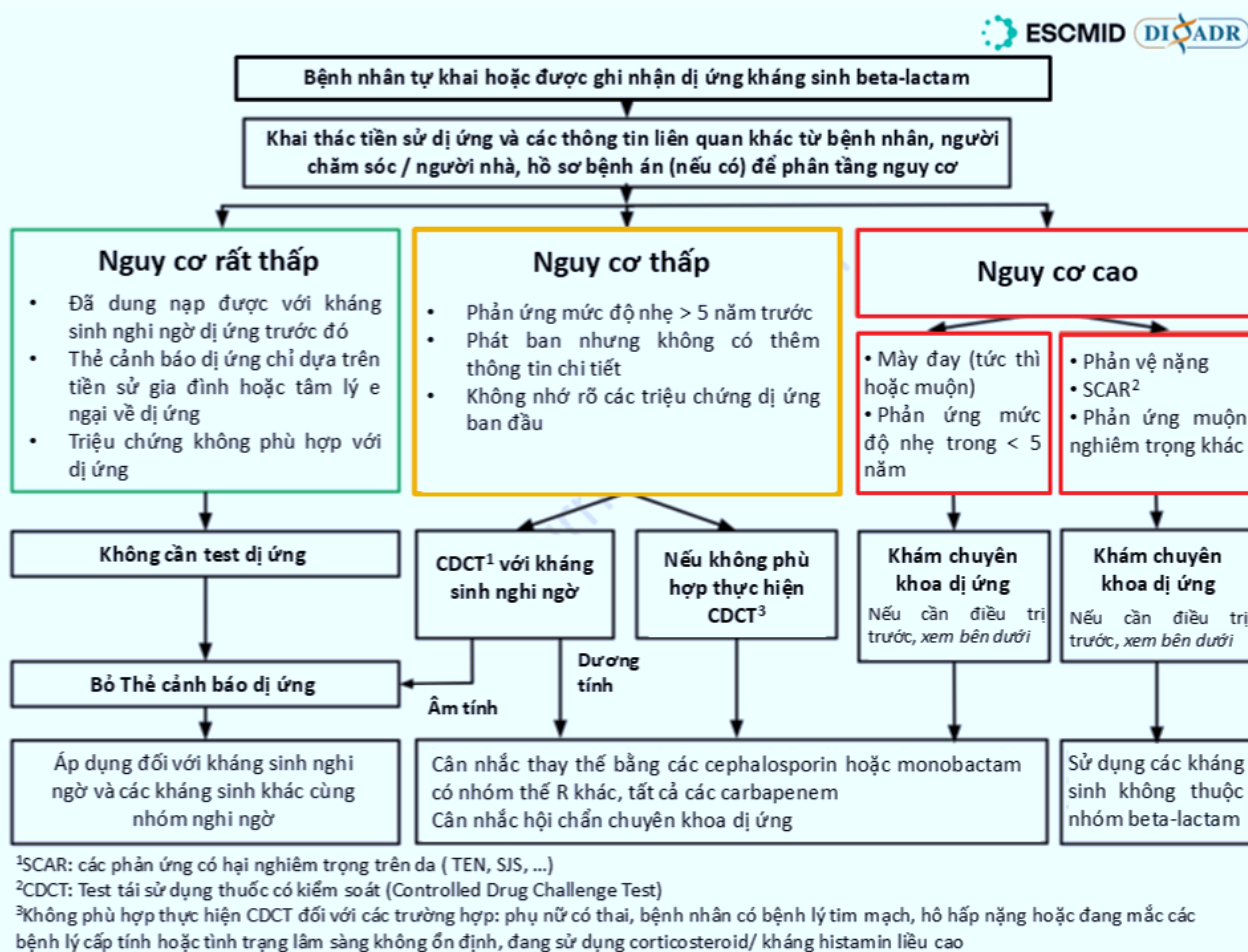 ESCMID DI ADR
Bệnh nhân tự khai hoặc được ghi nhận dị ứng kháng sinh beta-lactam
Khai thác tiền sử dị ứng và các thông tin liên quan khác từ bệnh nhân, người
chăm sóc / người nhà, hồ sơ bệnh án (nếu có) để phân tầng nguy cơ
Nguy cơ rất thấp
• Đã dung nạp được với kháng
sinh nghi ngờ dị ứng trước đó
• Thẻ cảnh báo dị ứng chỉ dựa trên
tiền sử gia đình hoặc tâm lý e
ngại về dị ứng
• Triệu chứng không phù hợp với
dị ứng
Nguy cơ thấp
• Phản ứng mức độ nhẹ > 5 năm trước
• Phát ban nhưng không có thêm
thông tin chi tiết
• Không nhớ rõ các triệu chứng dị ứng
ban đầu
Nguy cơ cao
• Mày đay (tức thì
hoặc muộn)
• Phản ứng mức
độ nhẹ trong < 5
năm
• Phản vệ nặng
• SCAR²
• Phản ứng muộn
nghiêm trọng khác
Không cần test dị ứng
CDCT¹ với kháng
sinh nghi ngờ
Nếu không phù
hợp thực hiện
CDCT³
Khám chuyên
khoa dị ứng
Nếu cần điều trị
trước, xem bên dưới
Khám chuyên
khoa dị ứng
Nếu cần điều trị
trước, xem bên dưới
Bỏ Thẻ cảnh báo dị ứng
Âm tính
Dương
tính
Áp dụng đối với kháng sinh nghi
ngờ và các kháng sinh khác cùng
nhóm nghi ngờ
Cân nhắc thay thế bằng các cephalosporin hoặc monobactam
có nhóm thế R khác, tất cả các carbapenem
Cân nhắc hội chẩn chuyên khoa dị ứng
Sử dụng các kháng
sinh không thuộc
nhóm beta-lactam
¹SCAR: các phản ứng có hại nghiêm trọng trên da ( TEN, SJS, ...)
²CDCT: Test tái sử dụng thuốc có kiểm soát (Controlled Drug Challenge Test)
³Không phù hợp thực hiện CDCT đối với các trường hợp: phụ nữ có thai, bệnh nhân có bệnh lý tim mạch, hô hấp nặng hoặc đang mắc các
bệnh lý cấp tính hoặc tình trạng lâm sàng không ổn định, đang sử dụng corticosteroid/ kháng histamin liều cao